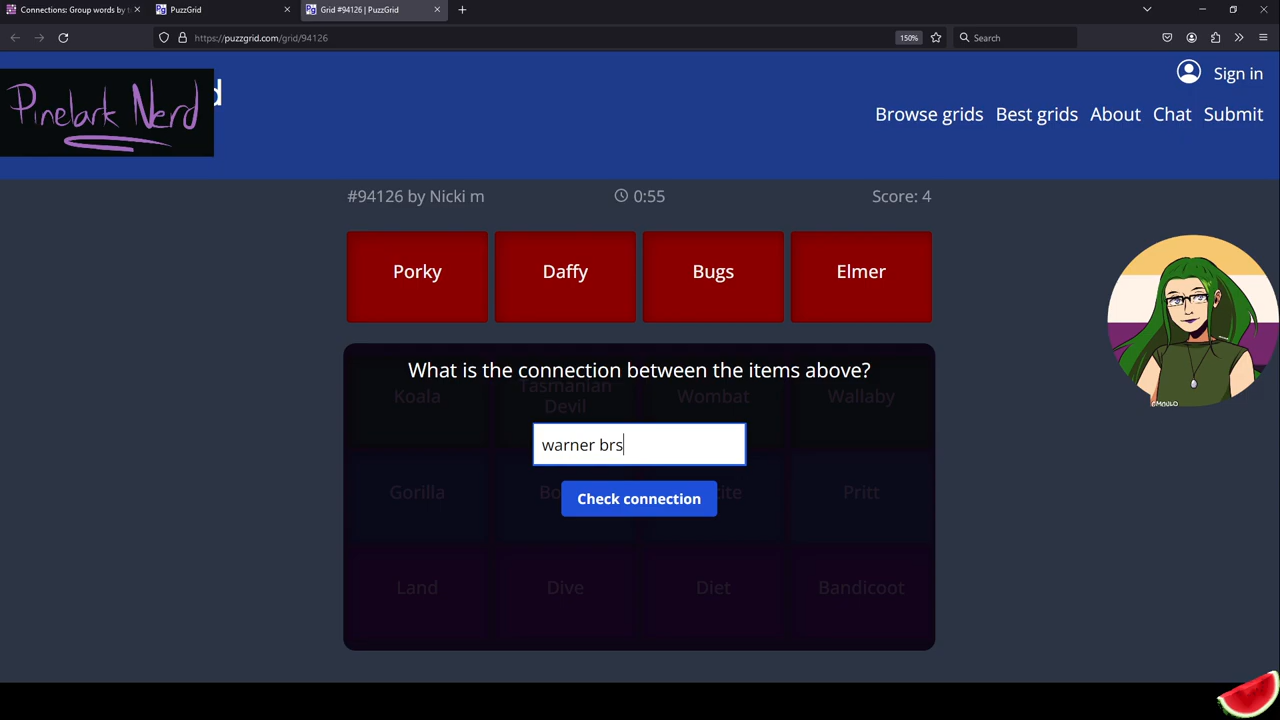 Connections: Group words by t
PuzzGrid
Grid #94126 | PuzzGrid
https://puzzgrid.com/grid/94126
150%
Search
Sign in
Pinelark Nerd
d
Browse grids Best grids About Chat Submit
#94126 by Nicki m
0:55
Score: 4
Porky Daffy Bugs Elmer
What is the connection between the items above?
Koala Tasmanian Devil Wombat Wallaby
warner brs
Check connection
Gorilla Bo ite Pritt
Land Dive Diet Bandicoot